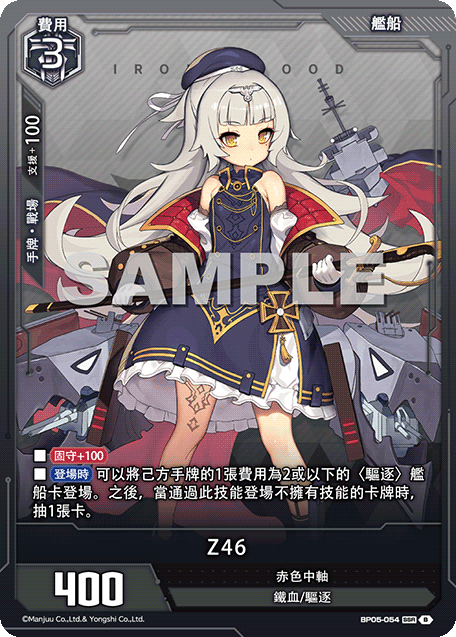 費用
3
艦船
IRON BLOOD
手牌・戰場 支援+100
SAMPLE
■ 固守+100
■ 登場時 可以將己方手牌的1張費用為2或以下的〈驅逐〉艦
船卡登場。之後，當通過此技能登場不擁有技能的卡牌時，
抽1張卡。
Z46
400
赤色中軸
鐵血/驅逐
©Manjuu Co.,Ltd.& Yongshi Co.,Ltd.
BP05-054 SSR B